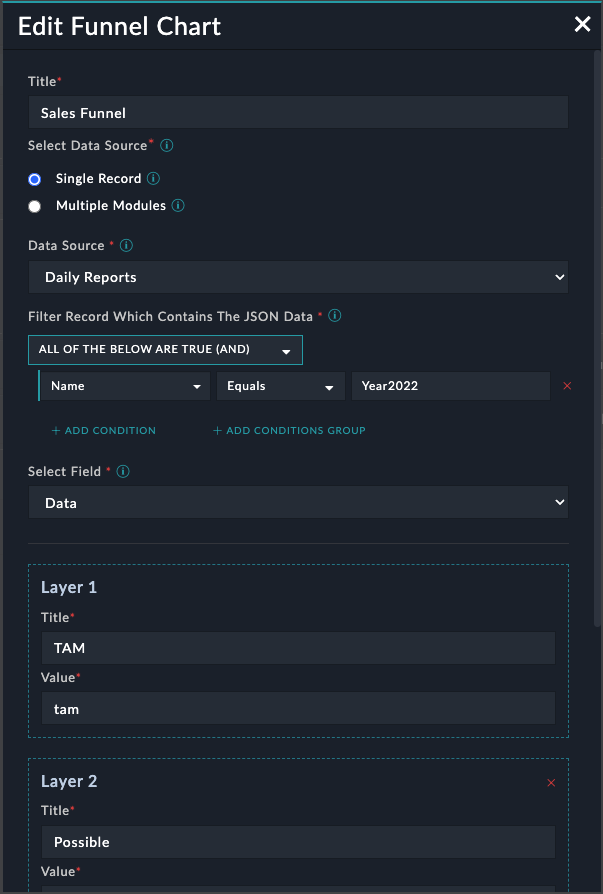 Edit Funnel Chart
Title*
Sales Funnel
Select Data Source*
Single Record
Multiple Modules
Data Source *
Daily Reports
Filter Record Which Contains The JSON Data *
ALL OF THE BELOW ARE TRUE (AND)
Name Equals Year2022
+ ADD CONDITION + ADD CONDITIONS GROUP
Select Field *
Data
Layer 1
Title*
TAM
Value*
tam
Layer 2
Title*
Possible
Value*